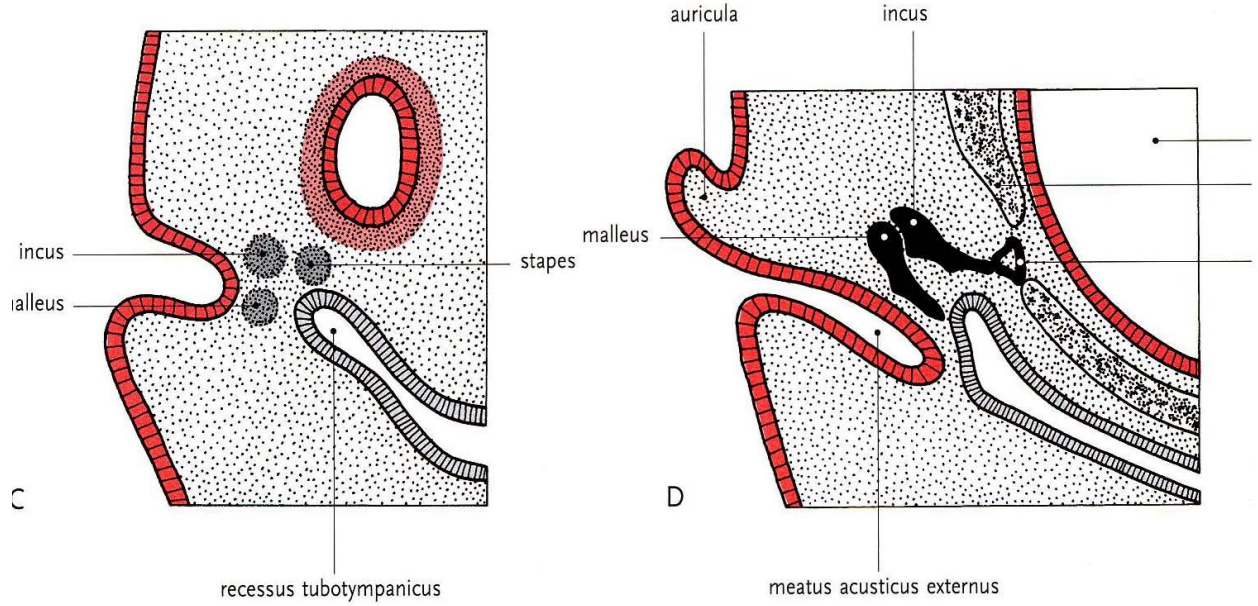 auricula
incus
incus
malleus
stapes
alleus
C
D
recessus tubotympanicus
meatus acusticus externus